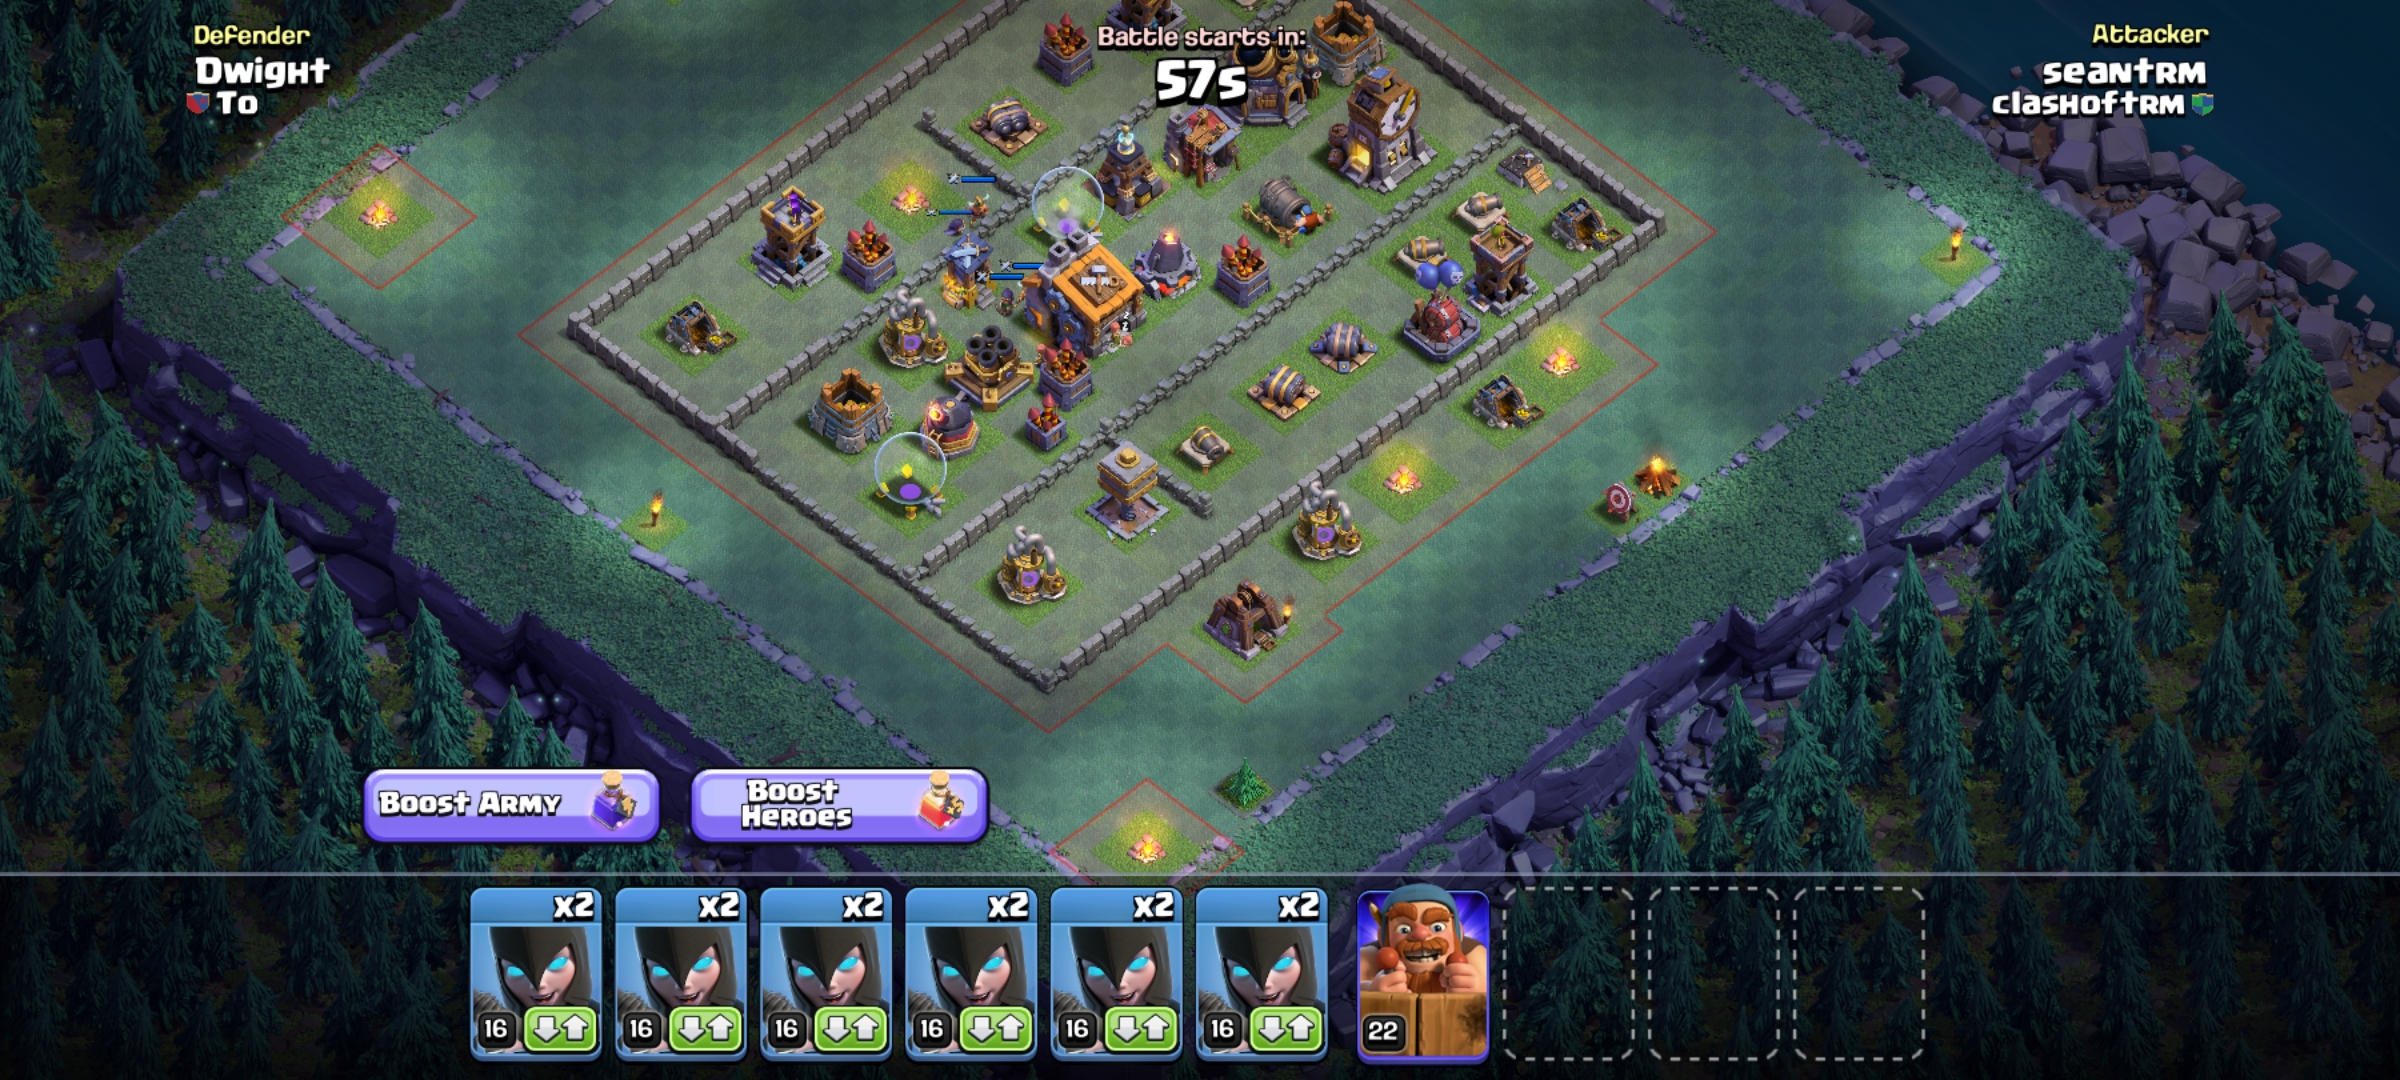 Defender
Dwight
To
Battle starts in:
57s
Attacker
seantRM
clashoftRM
Boost Army
Boost
Heroes
x2
x2
x2
x2
x2
x2
16
16
16
16
16
16
22